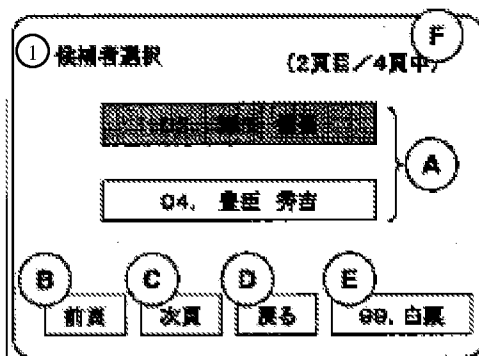 F
① 候補者選択 (2頁目/4頁中)
A
04. 豊臣 秀吉
B C D E
前頁 次頁 戻る 99. 白票